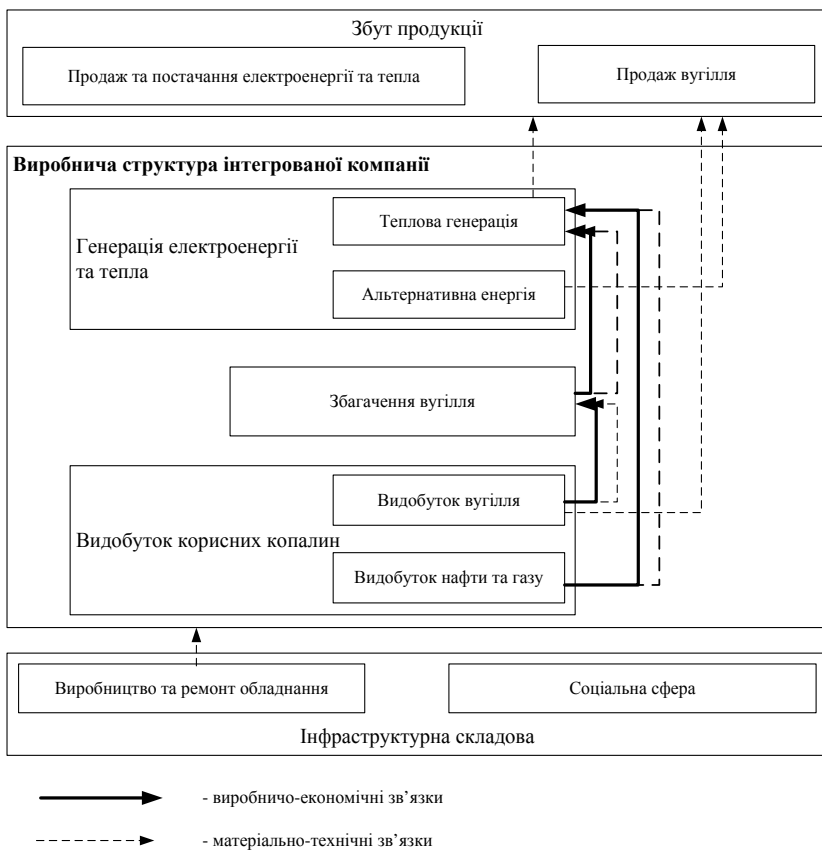 Збут продукції
Продаж та постачання електроенергії та тепла
Продаж вугілля
Виробнича структура інтегрованої компанії
Теплова генерація
Генерація електроенергії
та тепла
Альтернативна енергія
Збагачення вугілля
Видобуток вугілля
Видобуток корисних копалин
Видобуток нафти та газу
Виробництво та ремонт обладнання
Соціальна сфера
Інфраструктурна складова
- виробничо-економічні зв’язки
- матеріально-технічні зв’язки